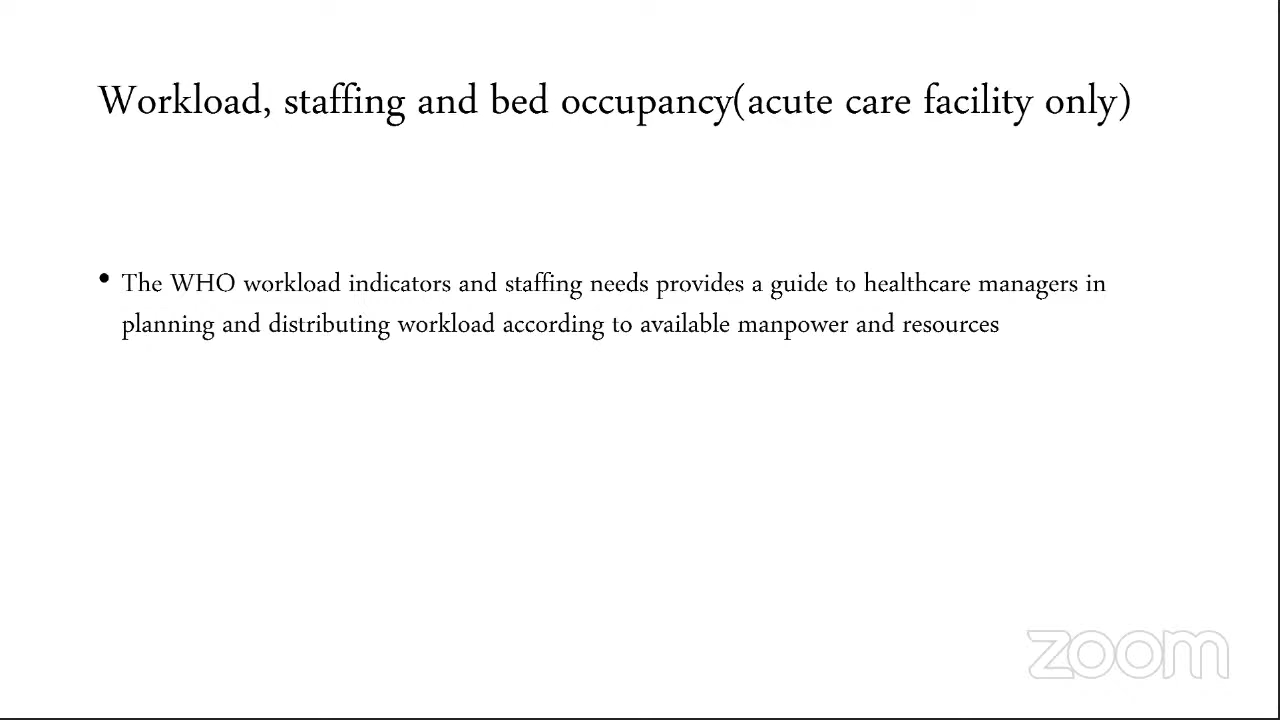 Workload, staffing and bed occupancy(acute care facility only)
• The WHO workload indicators and staffing needs provides a guide to healthcare managers in
planning and distributing workload according to available manpower and resources
zoom